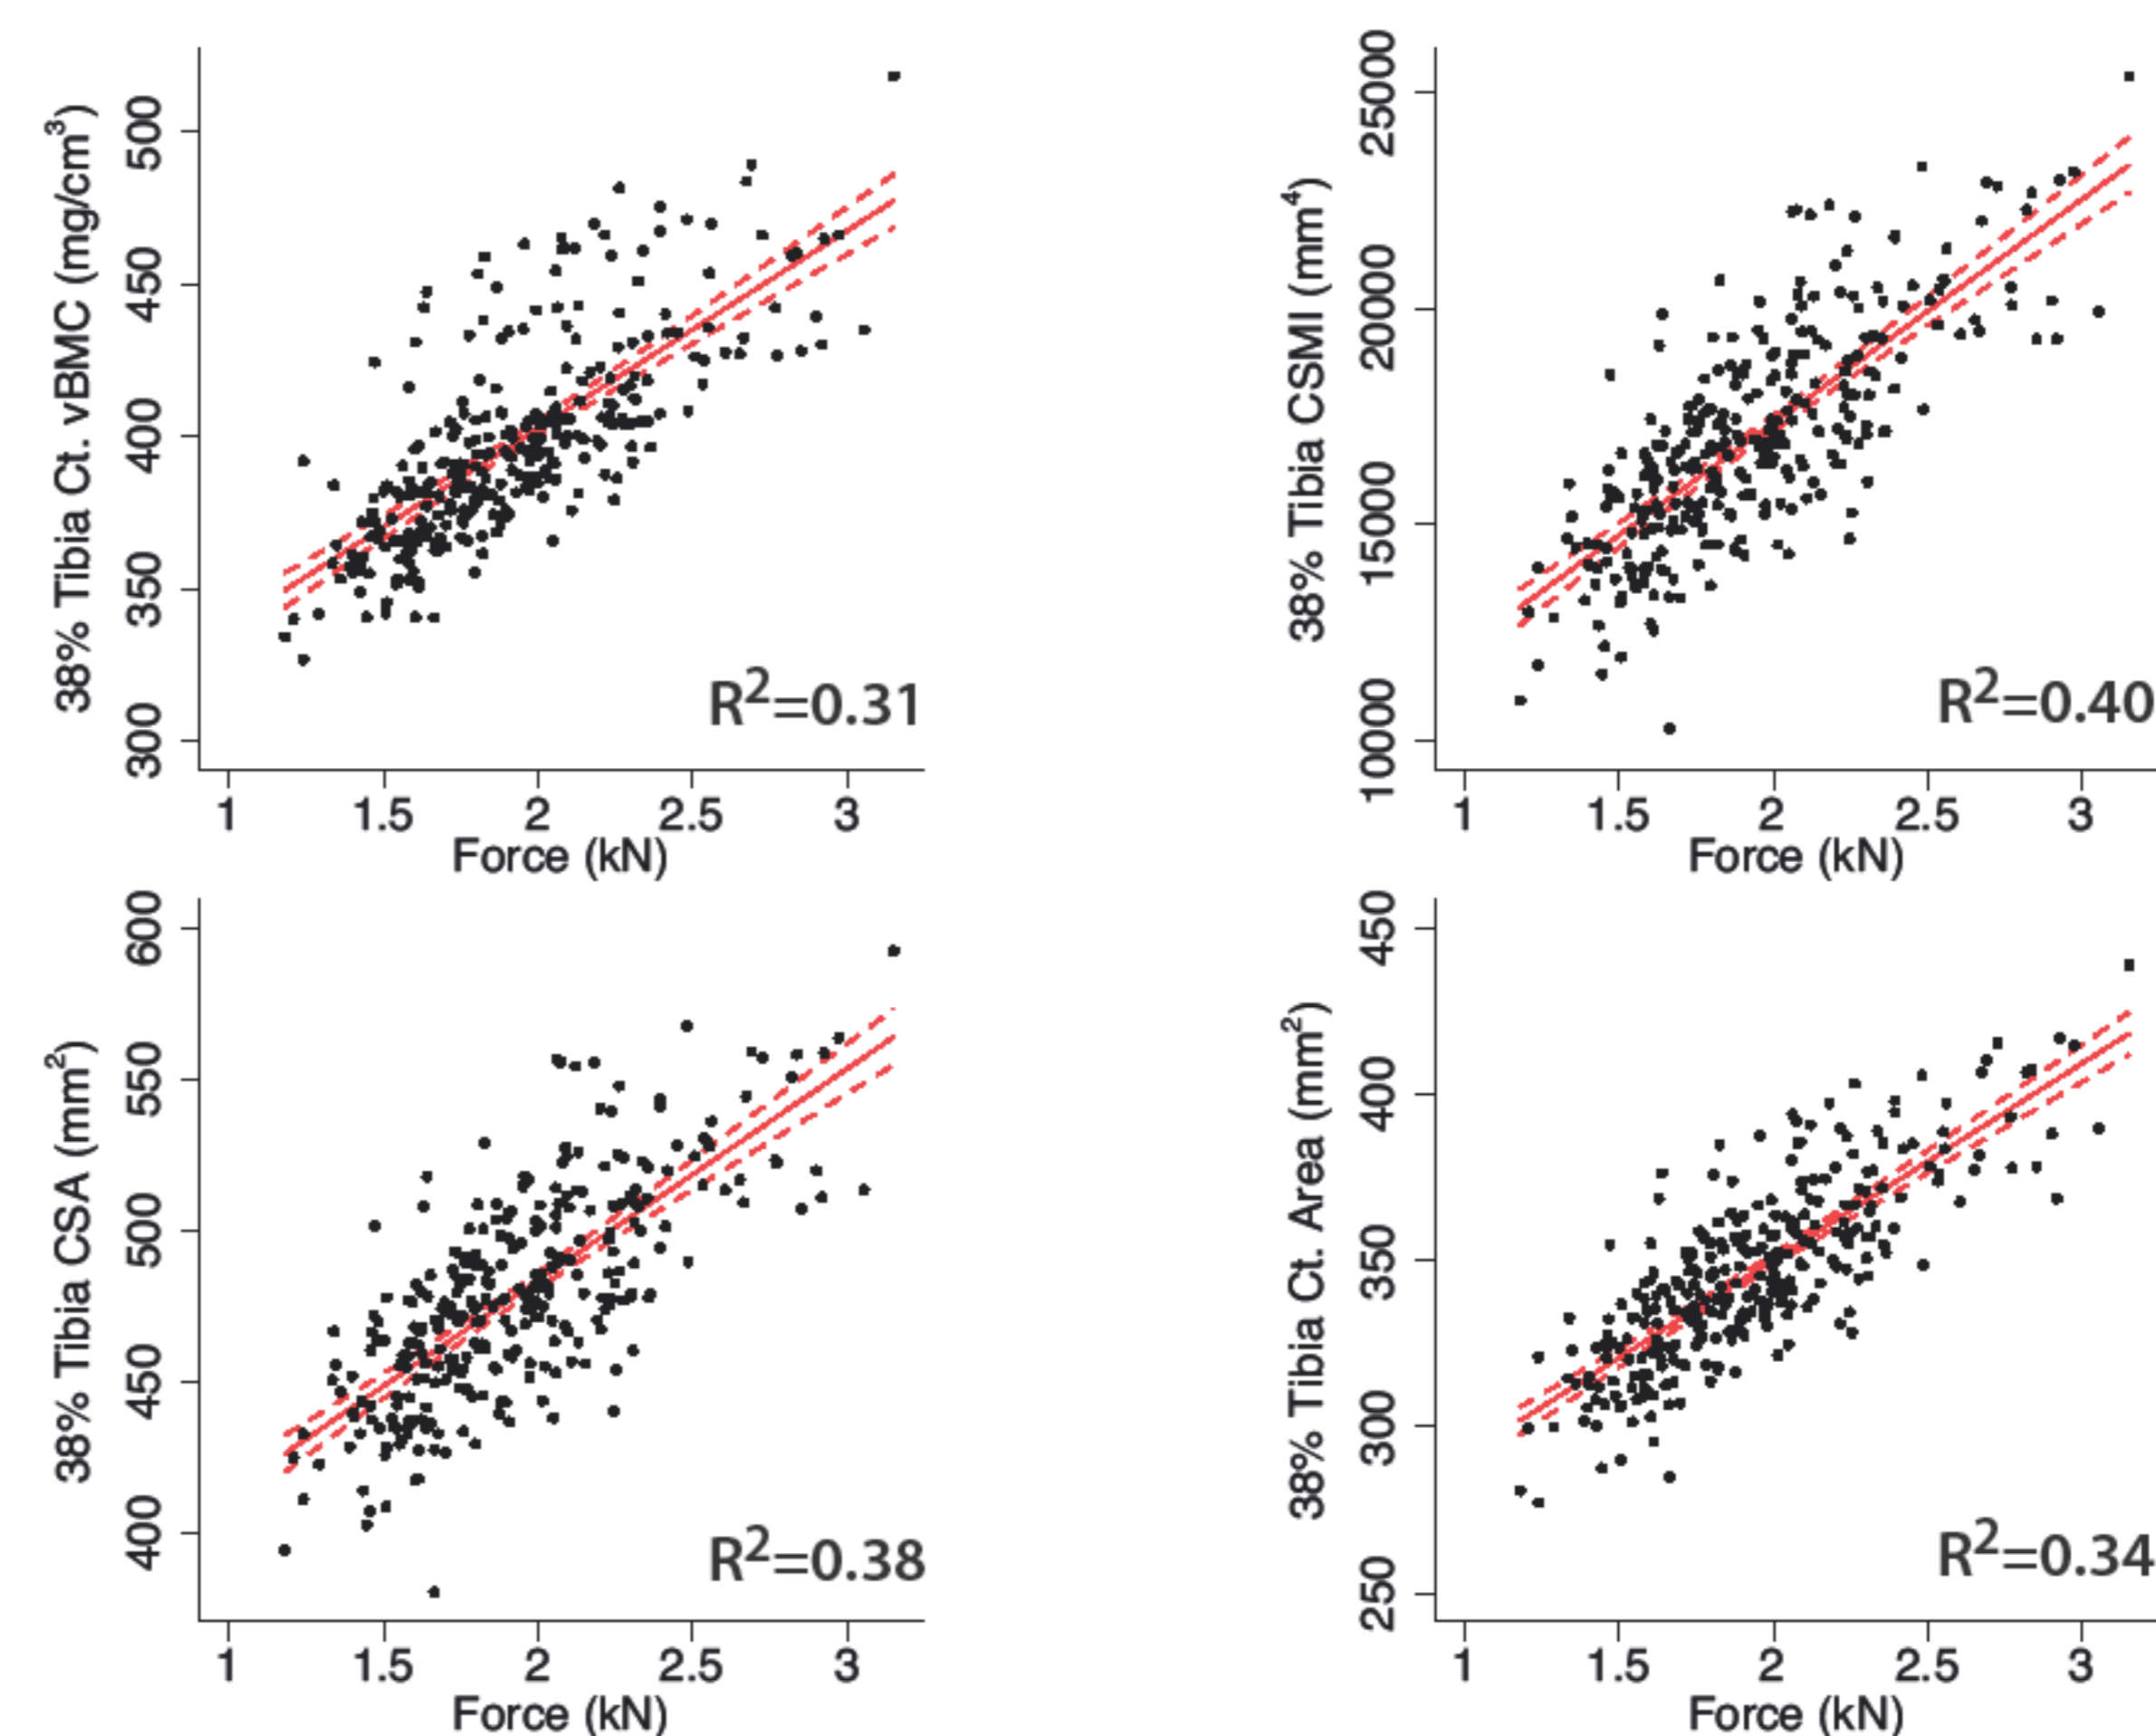 38% Tibia Ct. vBMC (mg/cm³)
500
450
400
350
300
R²=0.31
1 1.5 2 2.5 3
Force (kN)
38% Tibia CSMI (mm⁴)
25000
20000
15000
10000
R²=0.40
1 1.5 2 2.5 3
Force (kN)
38% Tibia CSA (mm²)
600
550
500
450
400
R²=0.38
1 1.5 2 2.5 3
Force (kN)
38% Tibia Ct. Area (mm²)
450
400
350
300
250
R²=0.34
1 1.5 2 2.5 3
Force (kN)